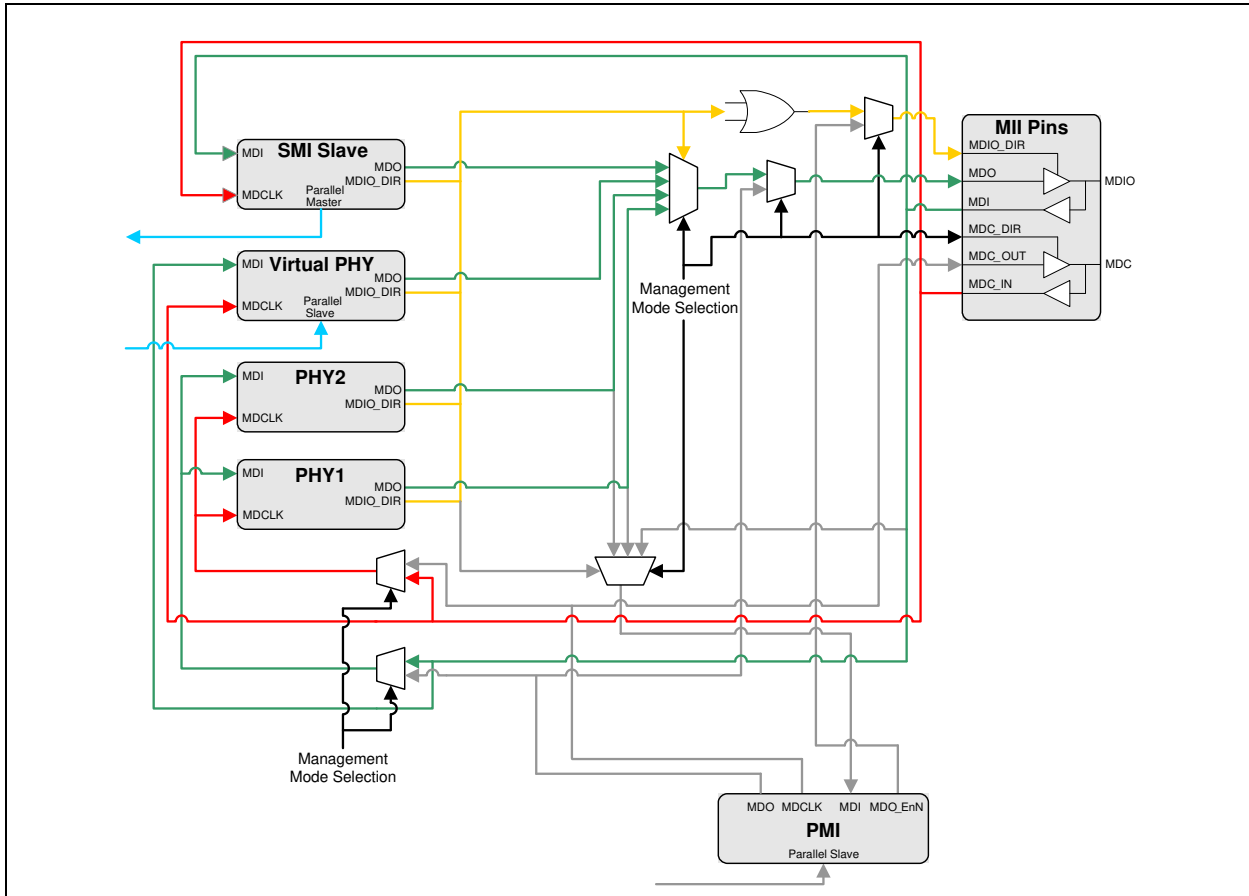 SMI Slave
MDI
MDO
MDIO_DIR
MDCLK
Parallel
Master
Virtual PHY
MDI
MDO
MDIO_DIR
MDCLK
Parallel
Slave
PHY2
MDI
MDO
MDIO_DIR
MDCLK
PHY1
MDI
MDO
MDIO_DIR
MDCLK
Management
Mode Selection
MII Pins
MDIO_DIR
MDO
MDIO
MDI
MDC_DIR
MDC_OUT
MDC
MDC_IN
Management
Mode Selection
MDO MDCLK MDI MDO_EnN
PMI
Parallel Slave